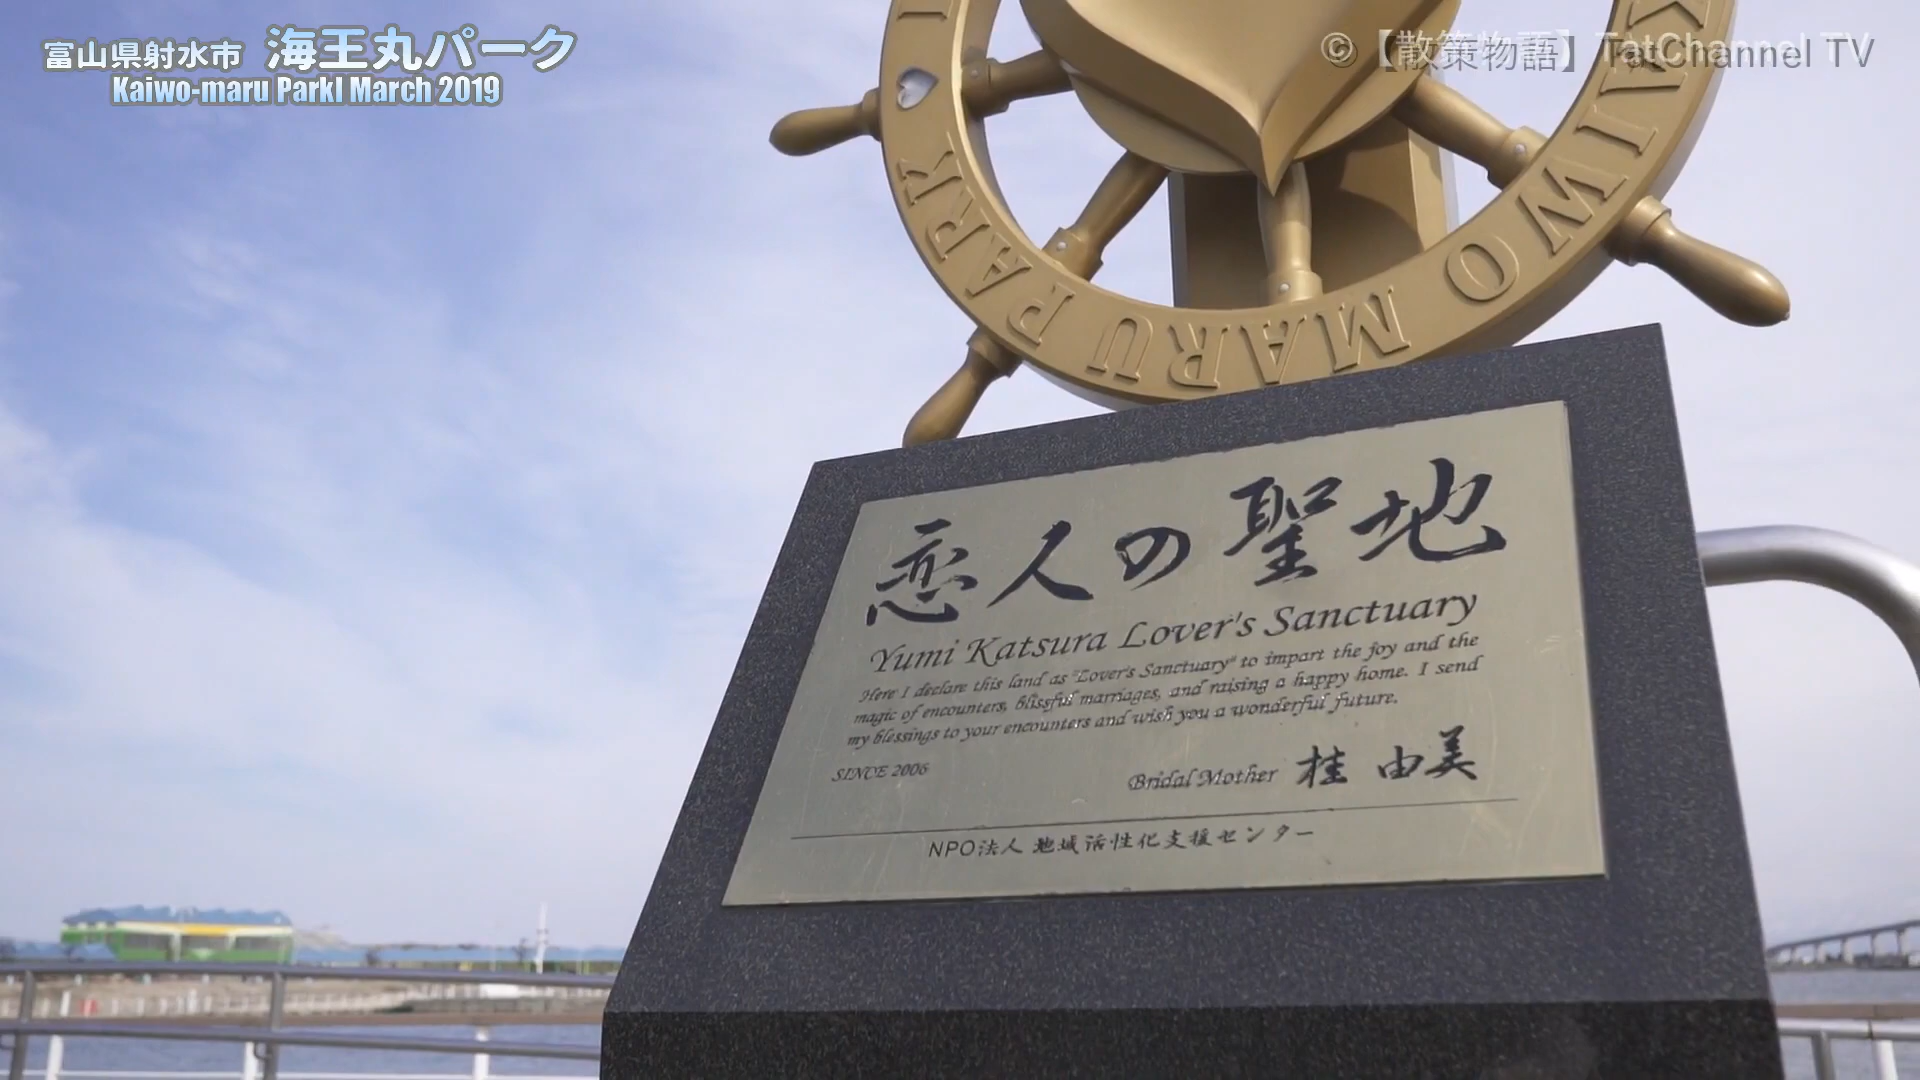 富山県射水市 海王丸パーク
Kaiwo-maru Parkl March 2019
© 【散策物語】 TatChannel TV
KAIWO MARU PARK
恋人の聖地
Yumi Katsura Lover's Sanctuary
Here I declare this land as "Lover's Sanctuary" to impart the joy and the
magic of encounters, blissful marriages, and raising a happy home. I send
my blessings to your encounters and wish you a wonderful future.
SINCE 2006
Bridal Mother 桂 由美
NPO法人 地域活性化支援センター